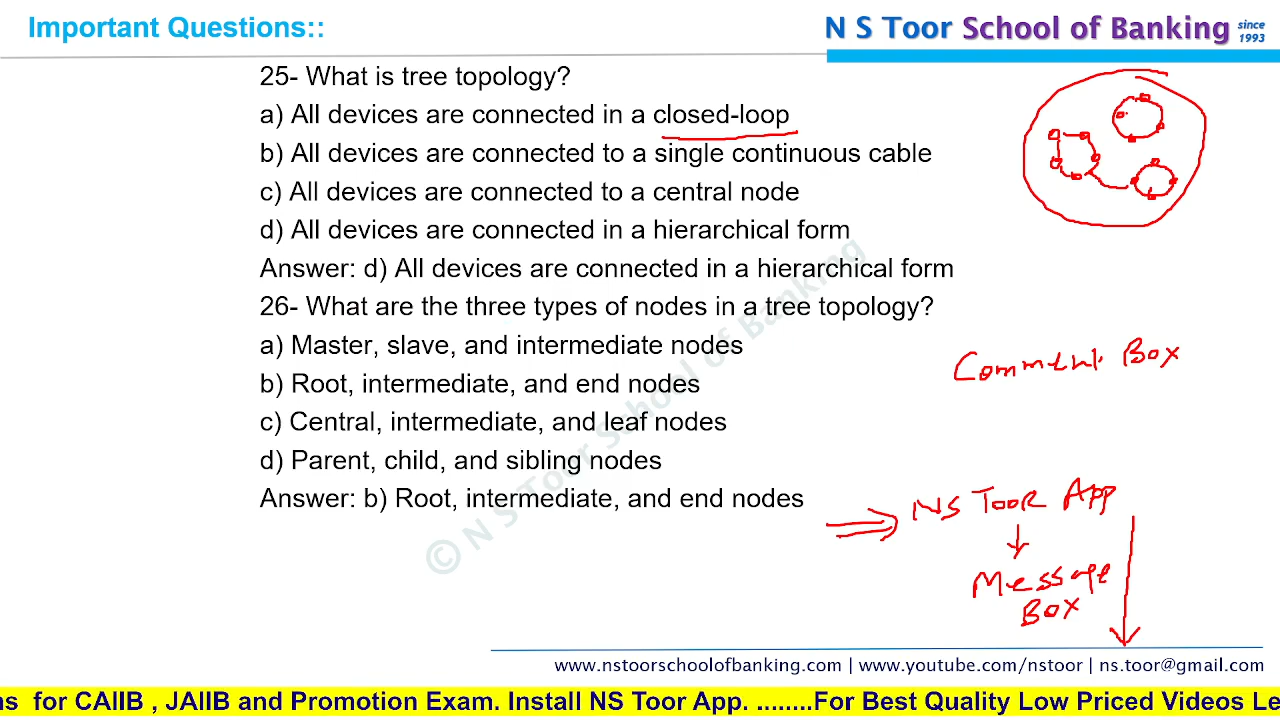 Important Questions::
N S Toor School of Banking since 1993
25- What is tree topology?
a) All devices are connected in a closed-loop
b) All devices are connected to a single continuous cable
c) All devices are connected to a central node
d) All devices are connected in a hierarchical form
Answer: d) All devices are connected in a hierarchical form
26- What are the three types of nodes in a tree topology?
a) Master, slave, and intermediate nodes
b) Root, intermediate, and end nodes
c) Central, intermediate, and leaf nodes
d) Parent, child, and sibling nodes
Answer: b) Root, intermediate, and end nodes
Comment Box
NS TOOR App
Message
Box
© N S Toor School of Banking
www.nstoorschoolofbanking.com | www.youtube.com/nstoor | ns.toor@gmail.com
ns for CAIIB , JAIIB and Promotion Exam. Install NS Toor App. ........For Best Quality Low Priced Videos Le